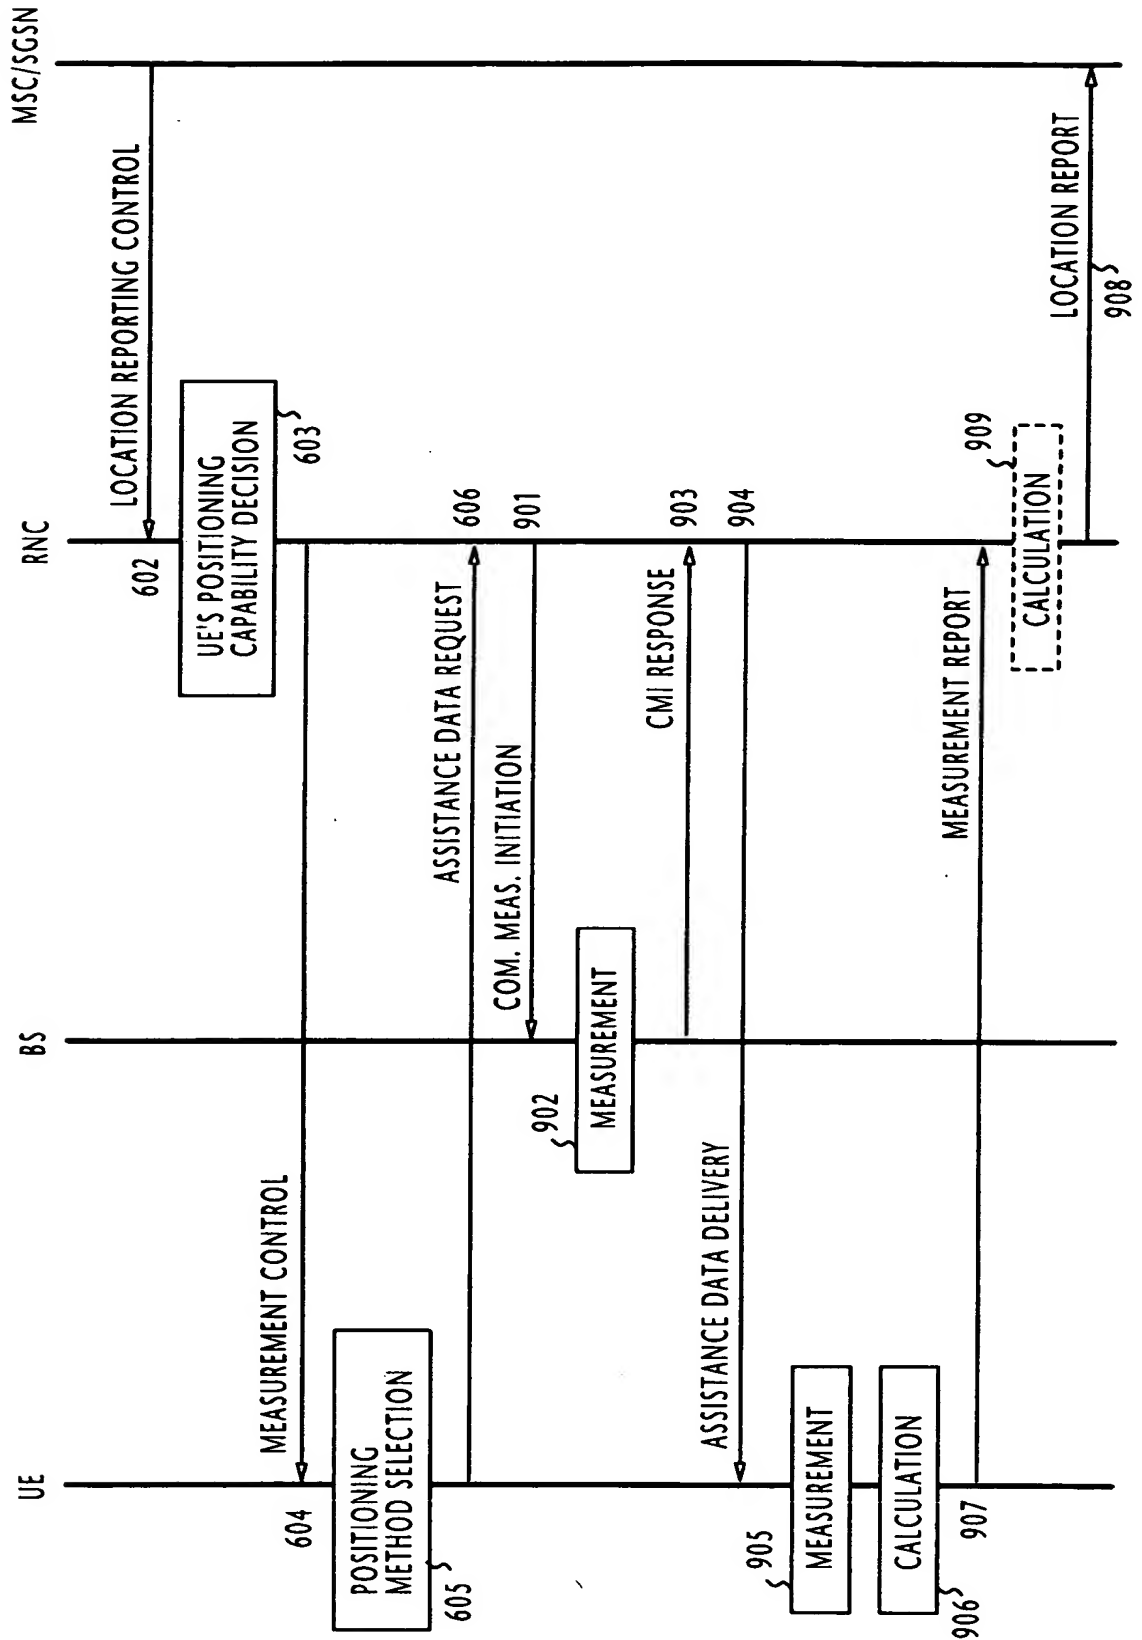 UE
BS
RNC
MSC/SGSN
LOCATION REPORTING CONTROL
602
UE'S POSITIONING
CAPABILITY DECISION
603
MEASUREMENT CONTROL
604
POSITIONING
METHOD SELECTION
605
ASSISTANCE DATA REQUEST
606
COM. MEAS. INITIATION
901
902
MEASUREMENT
CMI RESPONSE
903
ASSISTANCE DATA DELIVERY
904
905
MEASUREMENT
CALCULATION
906
MEASUREMENT REPORT
907
909
CALCULATION
LOCATION REPORT
908